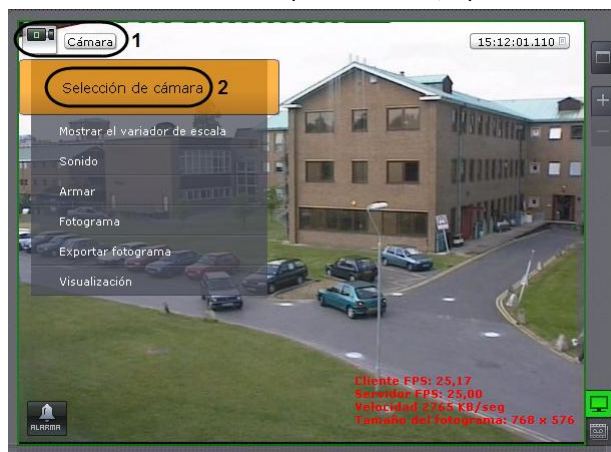 Cámara
1
15:12:01.110
Selección de cámara
2
Mostrar el variador de escala
Sonido
Armar
Fotograma
Exportar fotograma
Visualización
Cliente FPS: 25,17
Servidor FPS: 25,00
Velocidad 2765 KB/seg
Tamaño del fotograma: 768 x 576
ALARMA